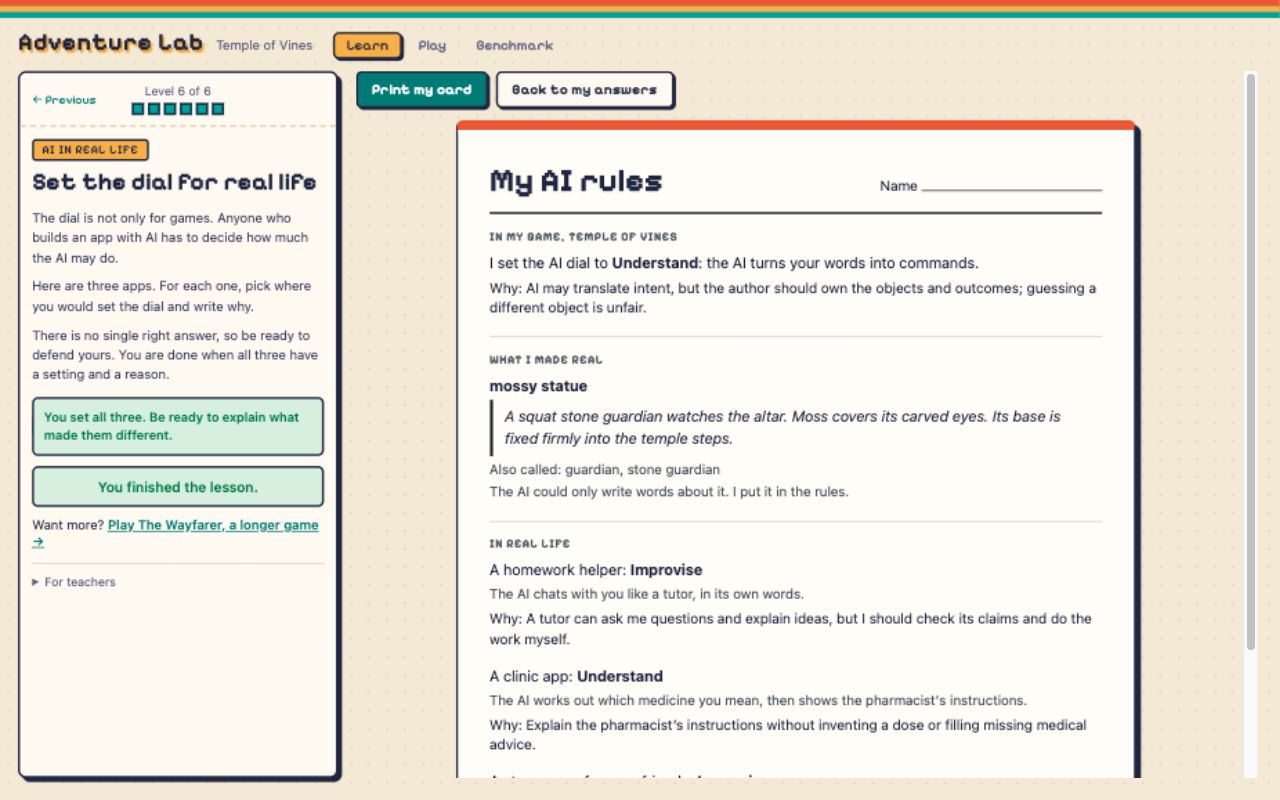 Adventure Lab Temple of Vines Learn Play Benchmark
← Previous
Level 6 of 6
AI IN REAL LIFE
Set the dial for real life
The dial is not only for games. Anyone who
builds an app with AI has to decide how much
the AI may do.
Here are three apps. For each one, pick where
you would set the dial and write why.
There is no single right answer, so be ready to
defend yours. You are done when all three have
a setting and a reason.
You set all three. Be ready to explain what
made them different.
You finished the lesson.
Want more? Play The Wayfarer, a longer game
→
▸ For teachers
Print my card
Back to my answers
My AI rules
Name
IN MY GAME, TEMPLE OF VINES
I set the AI dial to Understand: the AI turns your words into commands.
Why: AI may translate intent, but the author should own the objects and outcomes; guessing a
different object is unfair.
WHAT I MADE REAL
mossy statue
A squat stone guardian watches the altar. Moss covers its carved eyes. Its base is
fixed firmly into the temple steps.
Also called: guardian, stone guardian
The AI could only write words about it. I put it in the rules.
IN REAL LIFE
A homework helper: Improvise
The AI chats with you like a tutor, in its own words.
Why: A tutor can ask me questions and explain ideas, but I should check its claims and do the
work myself.
A clinic app: Understand
The AI works out which medicine you mean, then shows the pharmacist's instructions.
Why: Explain the pharmacist's instructions without inventing a dose or filling missing medical
advice.